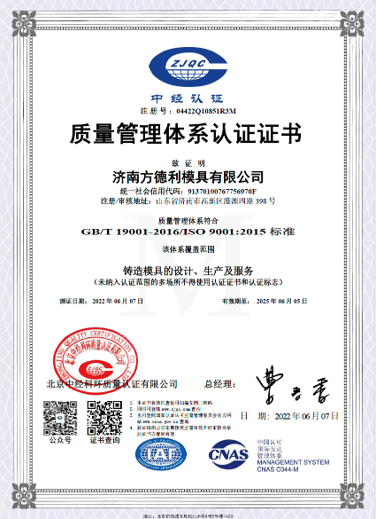 ZJQC
中经认证
注册号：04422Q10851R3M
质量管理体系认证证书
兹 证 明
济南方德利模具有限公司
统一社会信用代码：91370100767756970F
注册/审核地址：山东省济南市高新区港源四路 398 号
质量管理体系符合
GB/T 19001-2016/ISO 9001:2015 标准
该体系覆盖范围
铸造模具的设计、生产及服务
（未纳入认证范围的多场所不得使用认证证书和认证标志）
颁证日期：2022 年 06 月 07 日
有效期至：2025 年 06 月 05 日
北京中经科环质量认证有限公司
总经理：
日 期：2022 年 06 月 07 日
公众号
证书查询
IAF
CNAS
中国认可
国际互认
管理体系
MANAGEMENT SYSTEM
CNAS C044-M